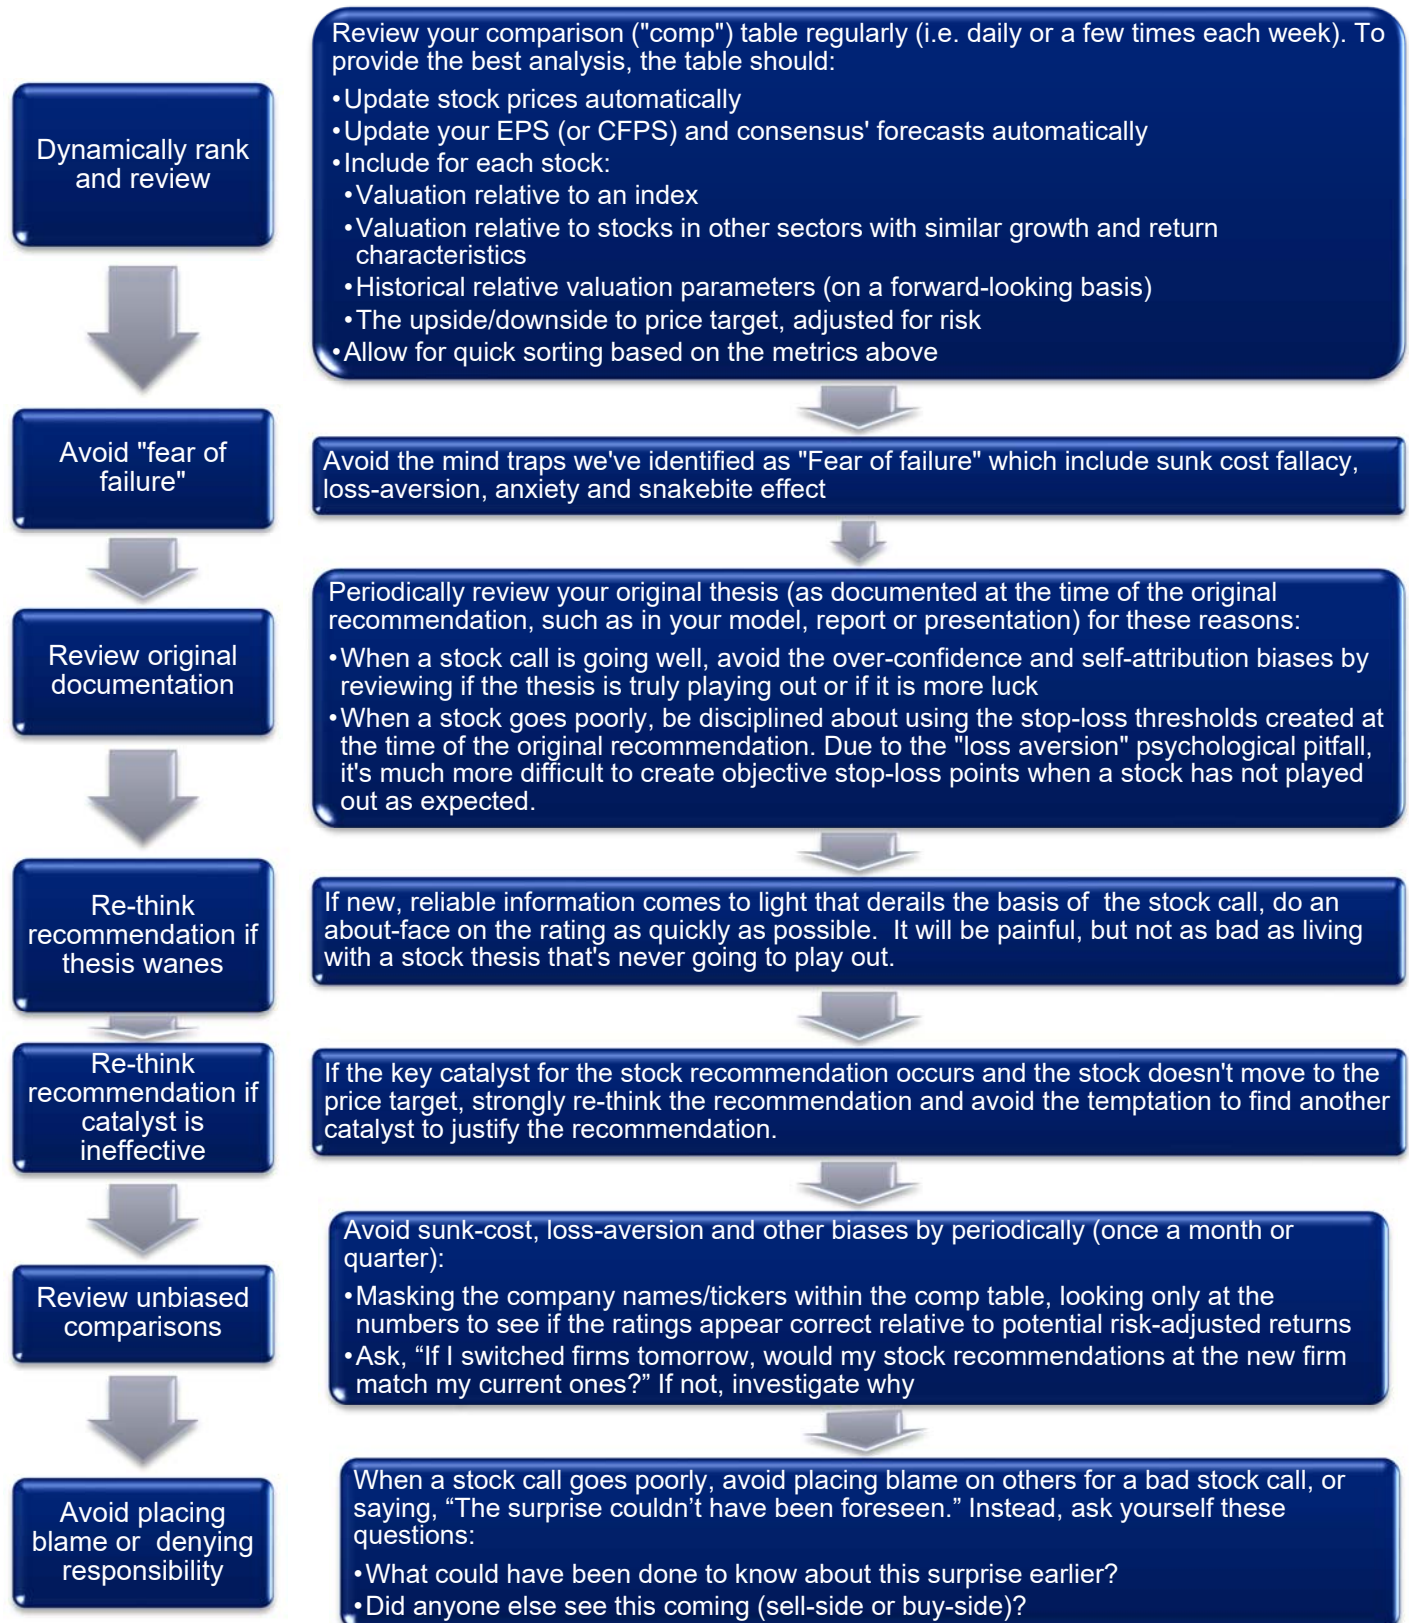 Dynamically rank
and review
Review your comparison ("comp") table regularly (i.e. daily or a few times each week). To
provide the best analysis, the table should:
•Update stock prices automatically
•Update your EPS (or CFPS) and consensus' forecasts automatically
•Include for each stock:
•Valuation relative to an index
•Valuation relative to stocks in other sectors with similar growth and return
characteristics
•Historical relative valuation parameters (on a forward-looking basis)
•The upside/downside to price target, adjusted for risk
•Allow for quick sorting based on the metrics above
Avoid "fear of
failure"
Avoid the mind traps we've identified as "Fear of failure" which include sunk cost fallacy,
loss-aversion, anxiety and snakebite effect
Review original
documentation
Periodically review your original thesis (as documented at the time of the original
recommendation, such as in your model, report or presentation) for these reasons:
•When a stock call is going well, avoid the over-confidence and self-attribution biases by
reviewing if the thesis is truly playing out or if it is more luck
•When a stock goes poorly, be disciplined about using the stop-loss thresholds created at
the time of the original recommendation. Due to the "loss aversion" psychological pitfall,
it's much more difficult to create objective stop-loss points when a stock has not played
out as expected.
Re-think
recommendation if
thesis wanes
If new, reliable information comes to light that derails the basis of  the stock call, do an
about-face on the rating as quickly as possible.  It will be painful, but not as bad as living
with a stock thesis that's never going to play out.
Re-think
recommendation if
catalyst is
ineffective
If the key catalyst for the stock recommendation occurs and the stock doesn't move to the
price target, strongly re-think the recommendation and avoid the temptation to find another
catalyst to justify the recommendation.
Review unbiased
comparisons
Avoid sunk-cost, loss-aversion and other biases by periodically (once a month or
quarter):
•Masking the company names/tickers within the comp table, looking only at the
numbers to see if the ratings appear correct relative to potential risk-adjusted returns
•Ask, “If I switched firms tomorrow, would my stock recommendations at the new firm
match my current ones?” If not, investigate why
Avoid placing
blame or  denying
responsibility
When a stock call goes poorly, avoid placing blame on others for a bad stock call, or
saying, “The surprise couldn’t have been foreseen.” Instead, ask yourself these
questions:
•What could have been done to know about this surprise earlier?
•Did anyone else see this coming (sell-side or buy-side)?